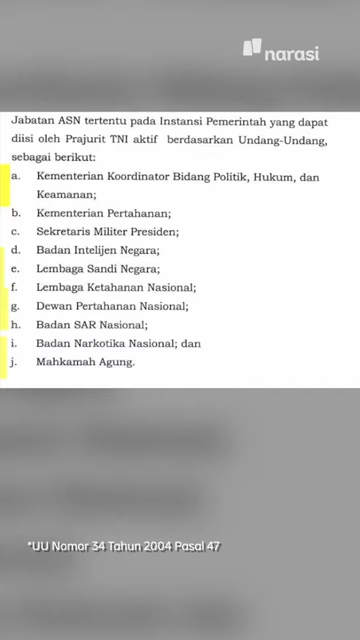 narasi
Jabatan ASN tertentu pada Instansi Pemerintah yang dapat
diisi oleh Prajurit TNI aktif berdasarkan Undang-Undang,
sebagai berikut:
a. Kementerian Koordinator Bidang Politik, Hukum, dan
Keamanan;
b. Kementerian Pertahanan;
c. Sekretaris Militer Presiden;
d. Badan Intelijen Negara;
e. Lembaga Sandi Negara;
f. Lembaga Ketahanan Nasional;
g. Dewan Pertahanan Nasional;
h. Badan SAR Nasional;
i. Badan Narkotika Nasional; dan
j. Mahkamah Agung.
*UU Nomor 34 Tahun 2004 Pasal 47